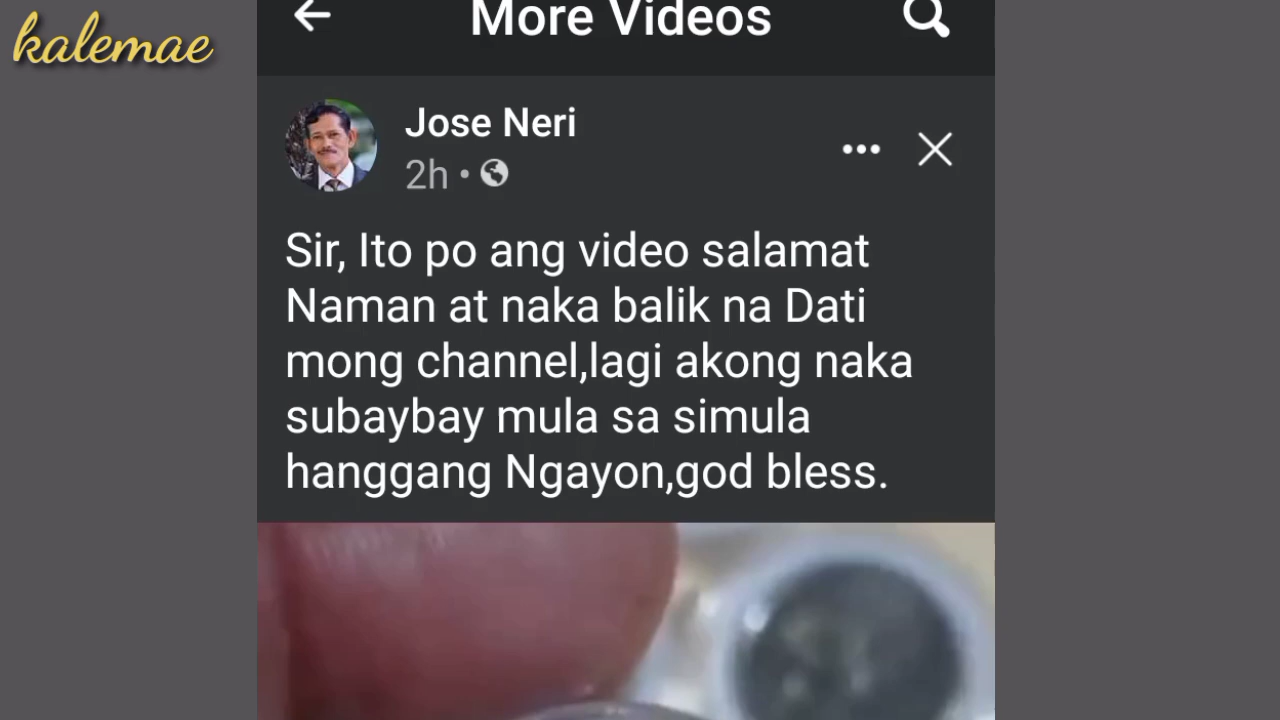 kalemae
More Videos
Jose Neri
2h •
Sir, Ito po ang video salamat
Naman at naka balik na Dati
mong channel,lagi akong naka
subaybay mula sa simula
hanggang Ngayon,god bless.